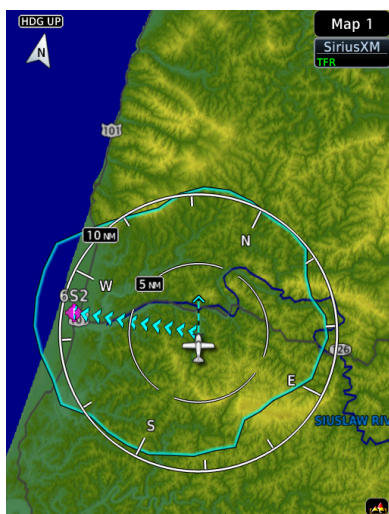 HDG UP
Map 1
SiriusXM
TFR
N
101
10 NM
N
5 NM
W
6S2
126
E
S
SIUSLAW RIV